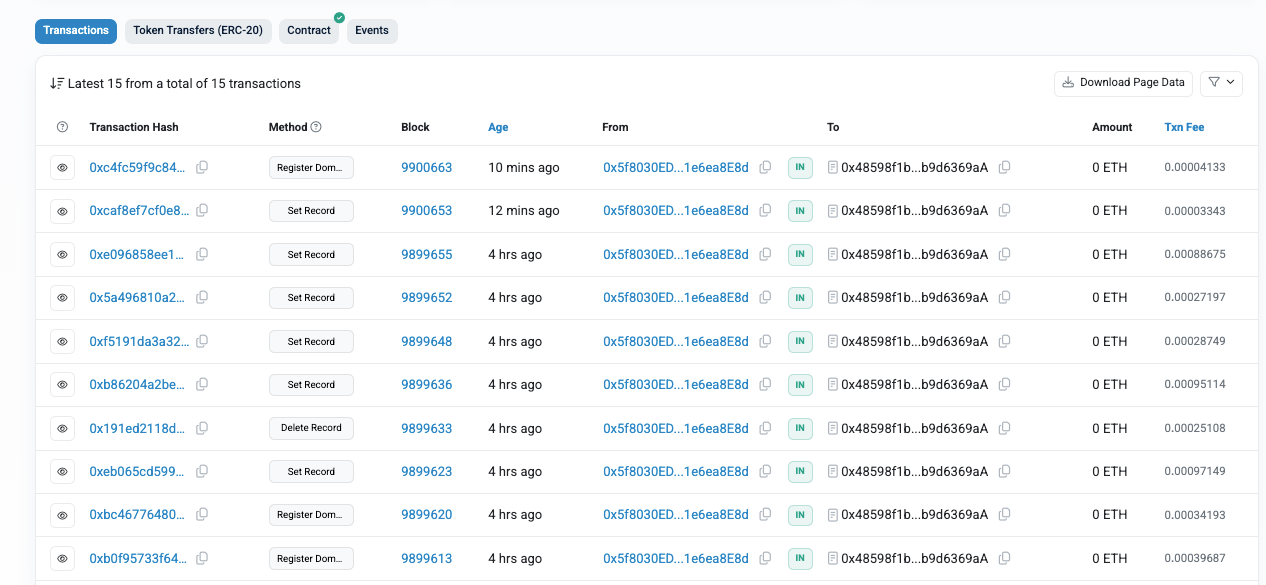 Transactions Token Transfers (ERC-20) Contract Events
Latest 15 from a total of 15 transactions Download Page Data
Transaction Hash Method Block Age From To Amount Txn Fee
0xc4fc59f9c84... Register Dom... 9900663 10 mins ago 0x5f8030ED...1e6ea8E8d IN 0x48598f1b...b9d6369aA 0 ETH 0.00004133
0xcaf8ef7cf0e8... Set Record 9900653 12 mins ago 0x5f8030ED...1e6ea8E8d IN 0x48598f1b...b9d6369aA 0 ETH 0.00003343
0xe096858ee1... Set Record 9899655 4 hrs ago 0x5f8030ED...1e6ea8E8d IN 0x48598f1b...b9d6369aA 0 ETH 0.00088675
0x5a496810a2... Set Record 9899652 4 hrs ago 0x5f8030ED...1e6ea8E8d IN 0x48598f1b...b9d6369aA 0 ETH 0.00027197
0xf5191da3a32... Set Record 9899648 4 hrs ago 0x5f8030ED...1e6ea8E8d IN 0x48598f1b...b9d6369aA 0 ETH 0.00028749
0xb86204a2be... Set Record 9899636 4 hrs ago 0x5f8030ED...1e6ea8E8d IN 0x48598f1b...b9d6369aA 0 ETH 0.00095114
0x191ed2118d... Delete Record 9899633 4 hrs ago 0x5f8030ED...1e6ea8E8d IN 0x48598f1b...b9d6369aA 0 ETH 0.00025108
0xeb065cd599... Set Record 9899623 4 hrs ago 0x5f8030ED...1e6ea8E8d IN 0x48598f1b...b9d6369aA 0 ETH 0.00097149
0xbc46776480... Register Dom... 9899620 4 hrs ago 0x5f8030ED...1e6ea8E8d IN 0x48598f1b...b9d6369aA 0 ETH 0.00034193
0xb0f95733f64... Register Dom... 9899613 4 hrs ago 0x5f8030ED...1e6ea8E8d IN 0x48598f1b...b9d6369aA 0 ETH 0.00039687